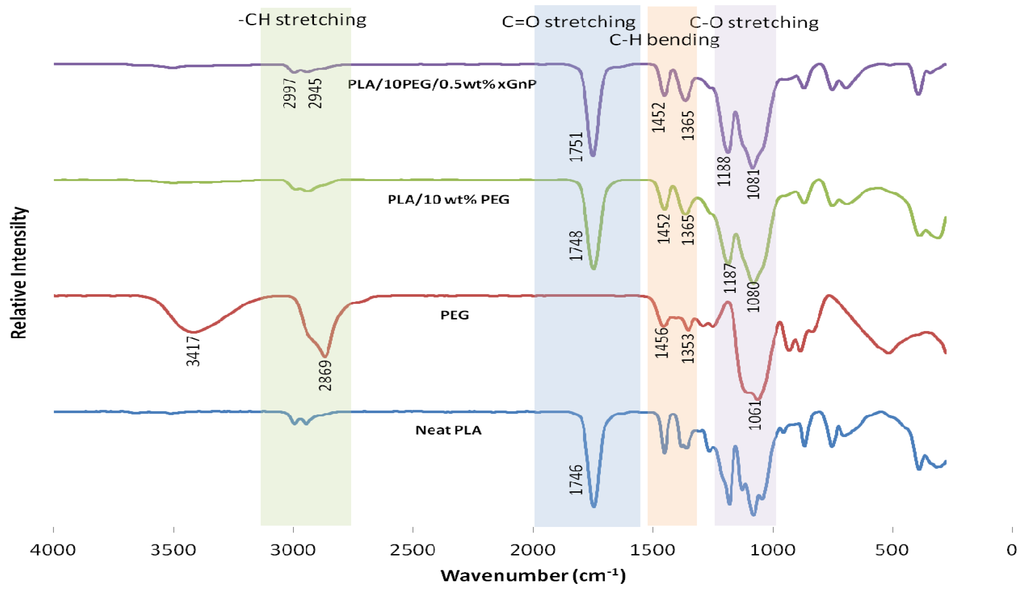 -CH stretching
C=O stretching
C-O stretching
C-H bending
PLA/10PEG/0.5wt% xGnP
2997
2945
1751
1452
1365
1188
1081
PLA/10 wt% PEG
1748
1452
1365
1187
1080
PEG
3417
2869
1456
1353
1061
Neat PLA
1746
Relative Intensilty
4000 3500 3000 2500 2000 1500 1000 500 0
Wavenumber (cm⁻¹)